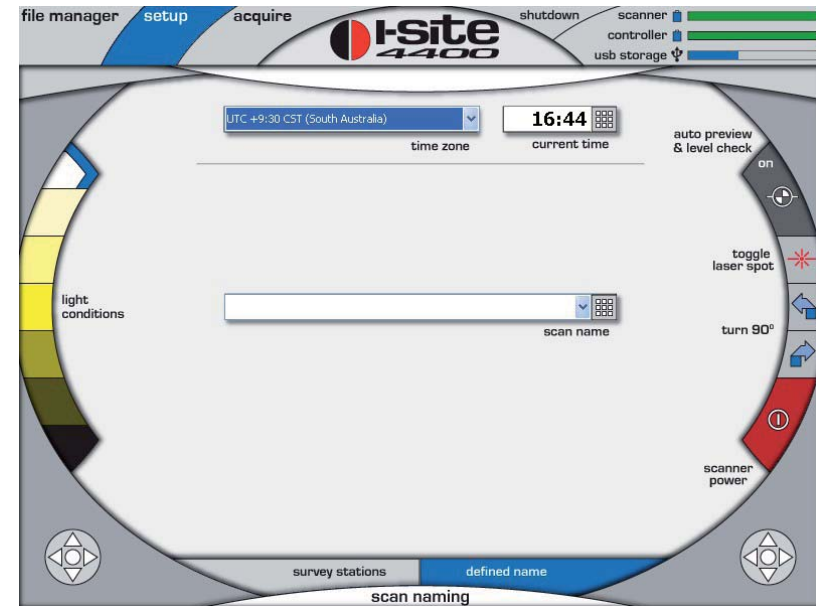 file manager
setup
acquire
I-Site
4400
shutdown
scanner
controller
usb storage
UTC +9:30 CST (South Australia)
time zone
16:44
current time
auto preview
& level check
on
toggle
laser spot
light
conditions
scan name
turn 90°
scanner
power
survey stations
defined name
scan naming